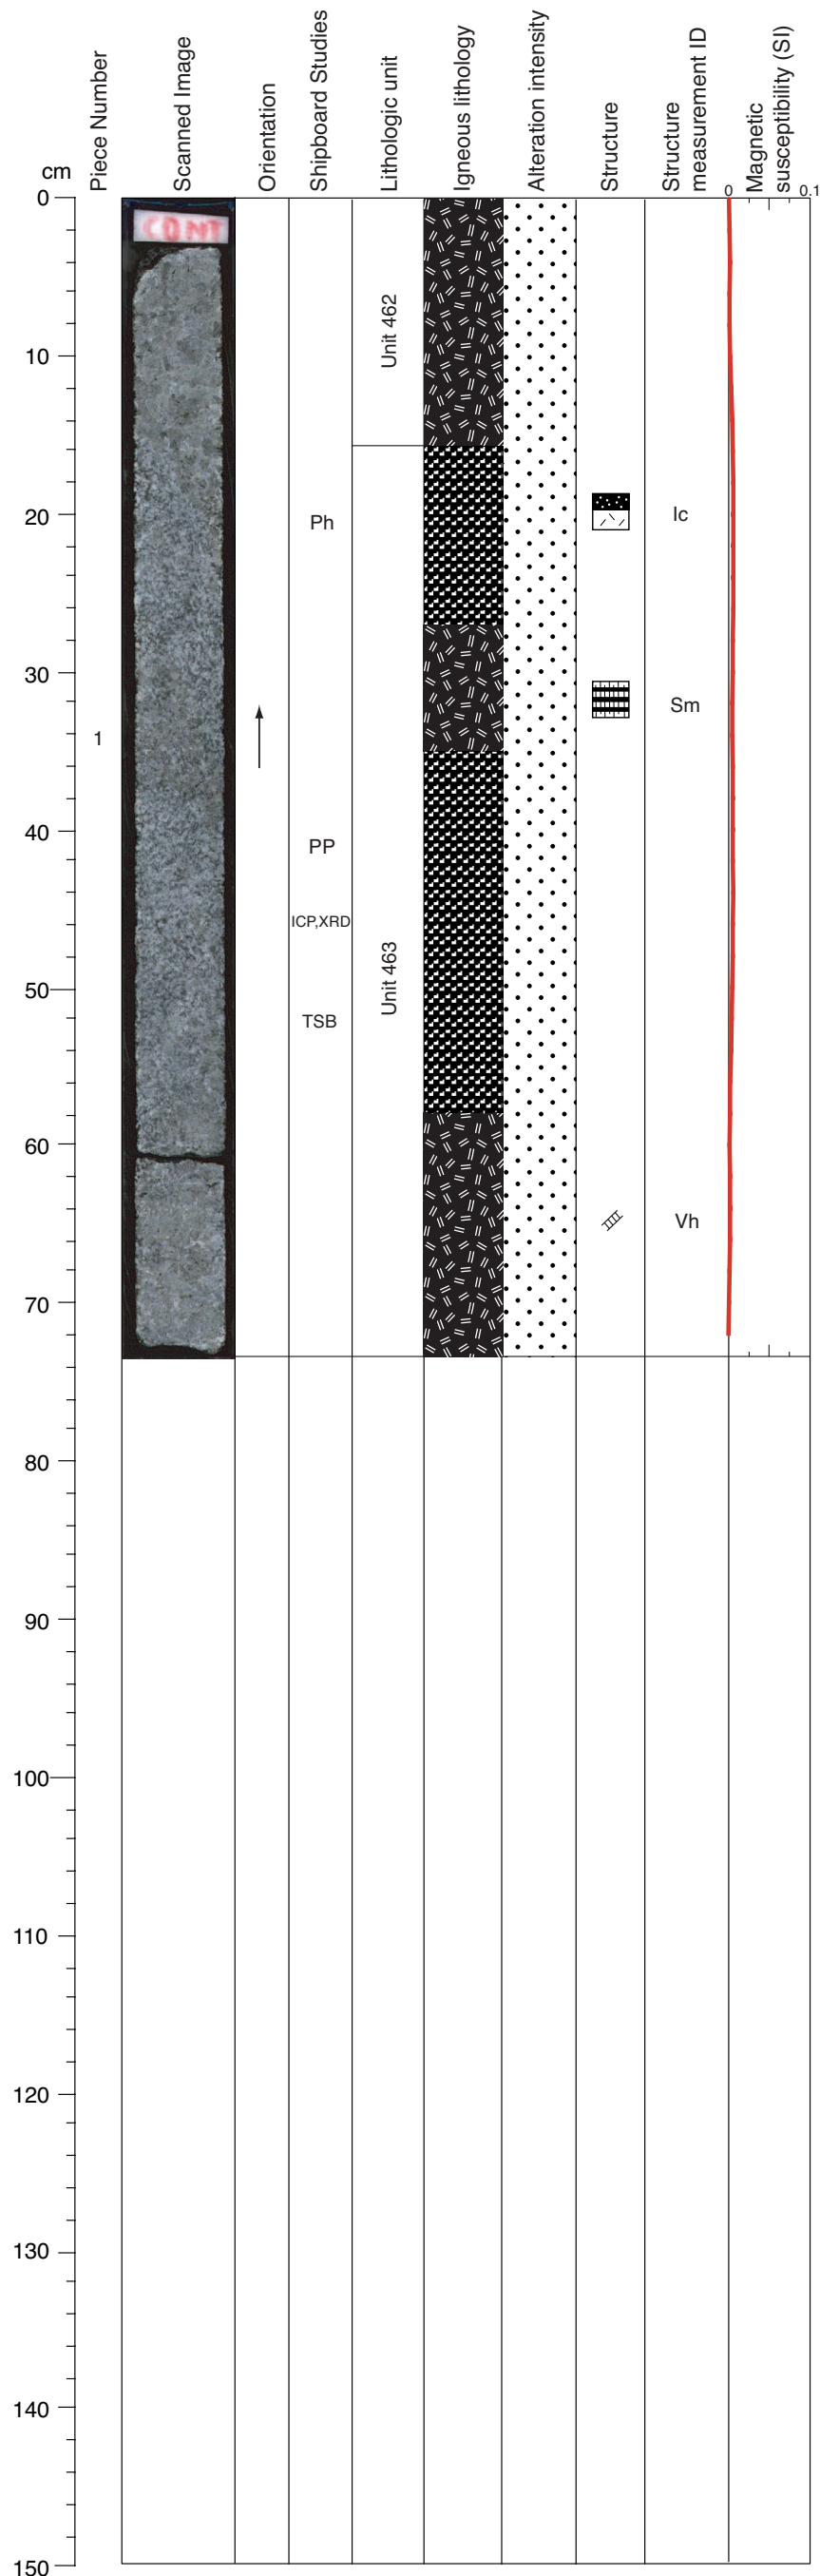 cm
Piece Number
Scanned Image
Orientation
Shipboard Studies
Lithologic unit
Igneous lithology
Alteration intensity
Structure
Structure
measurement ID
Magnetic
susceptibility (SI)
0
0.1
0
CONT
Unit 462
10
20
Ph
Ic
30
Sm
1
40
PP
ICP,XRD
Unit 463
50
TSB
60
Vh
70
80
90
100
110
120
130
140
150